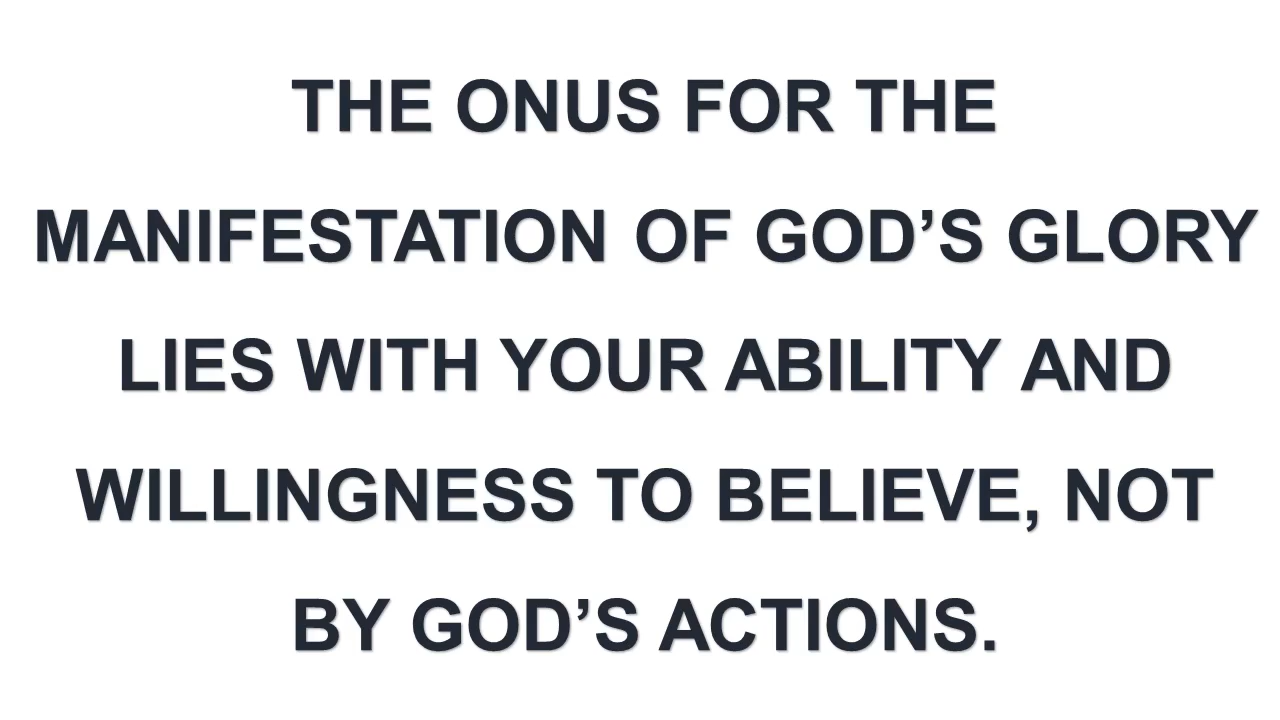 THE ONUS FOR THE
MANIFESTATION OF GOD’S GLORY
LIES WITH YOUR ABILITY AND
WILLINGNESS TO BELIEVE, NOT
BY GOD’S ACTIONS.